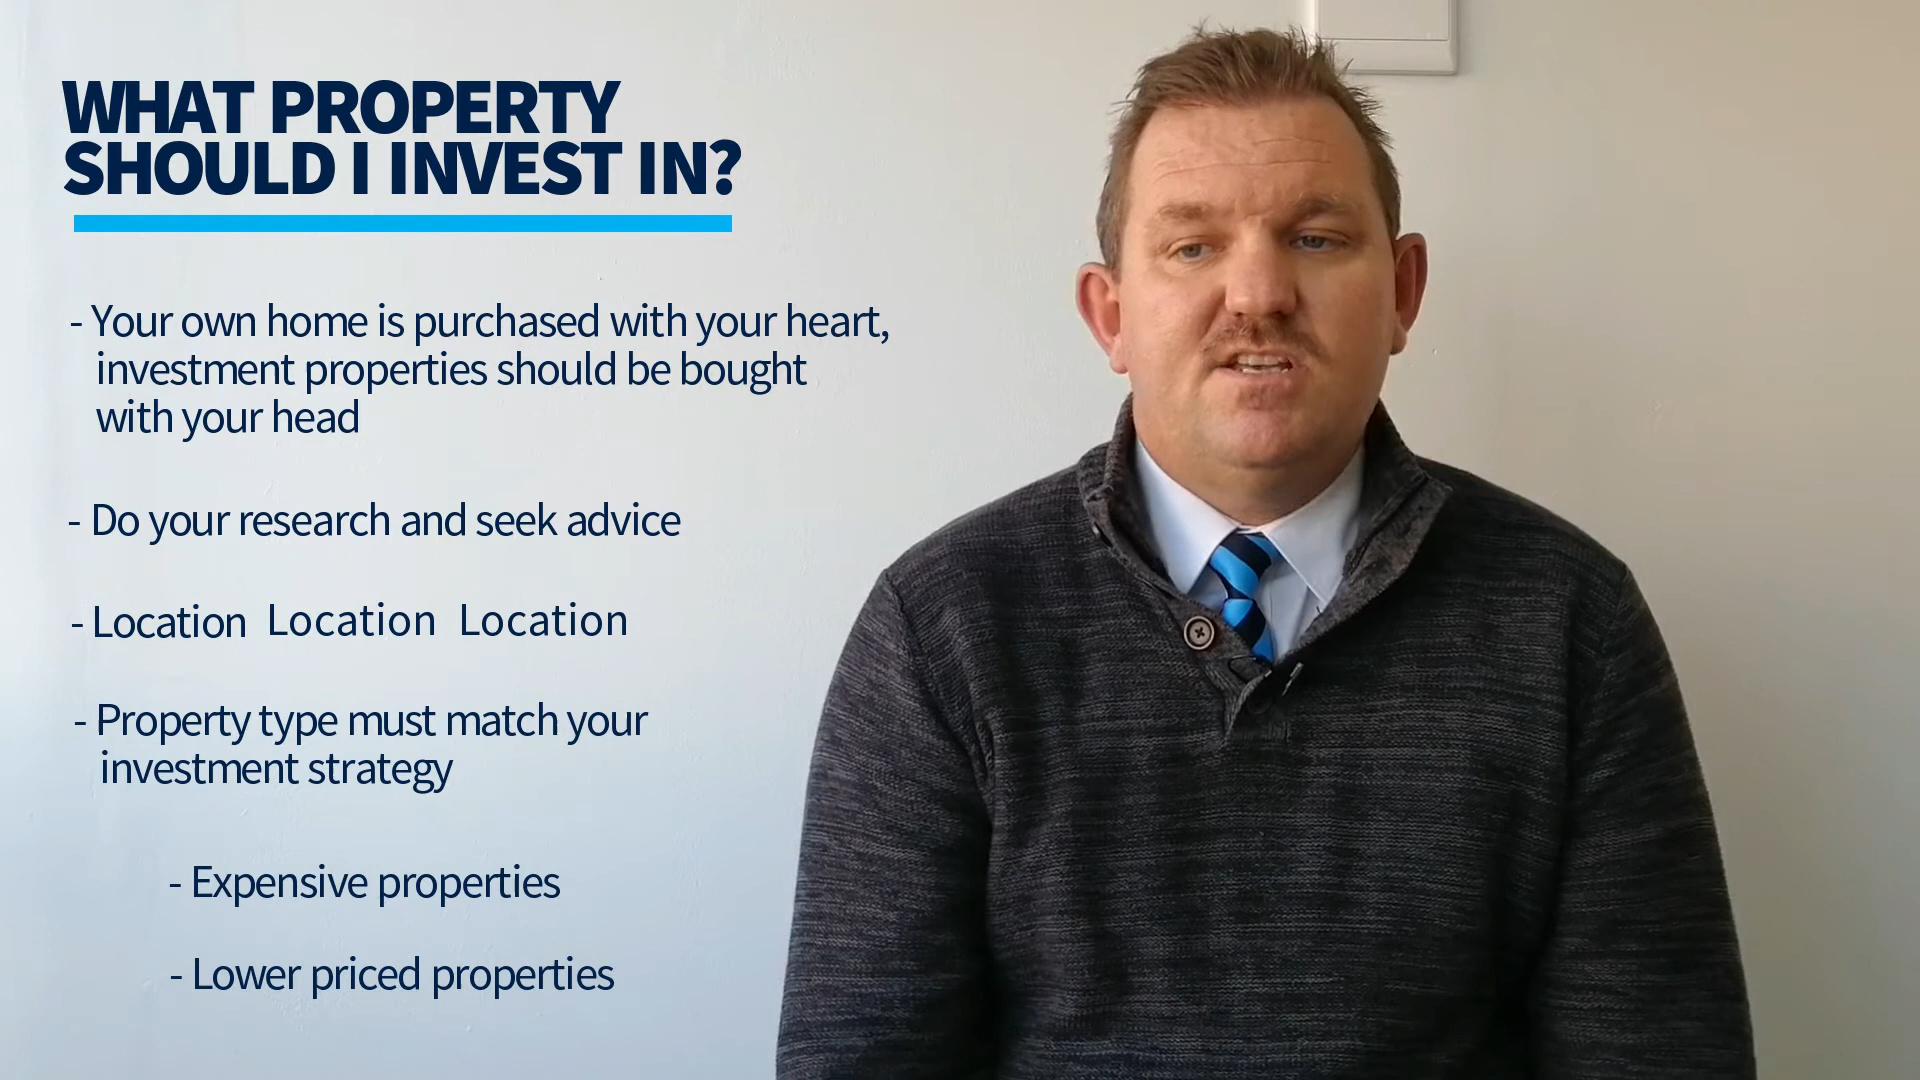 WHAT PROPERTY
SHOULD I INVEST IN?
- Your own home is purchased with your heart,
investment properties should be bought
with your head
- Do your research and seek advice
- Location Location Location
- Property type must match your
investment strategy
- Expensive properties
- Lower priced properties